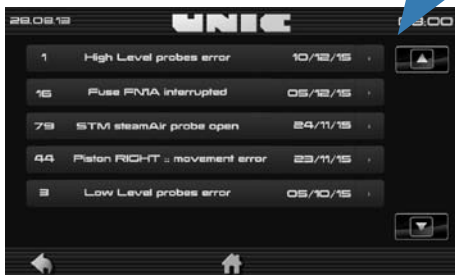 28.08.13 UNIC :00
1 High Level probes error 10/12/15
16 Fuse FN1A interrupted 05/12/15
79 STM steamAir probe open 24/11/15
44 Piston RIGHT :: movement error 23/11/15
3 Low Level probes error 05/10/15